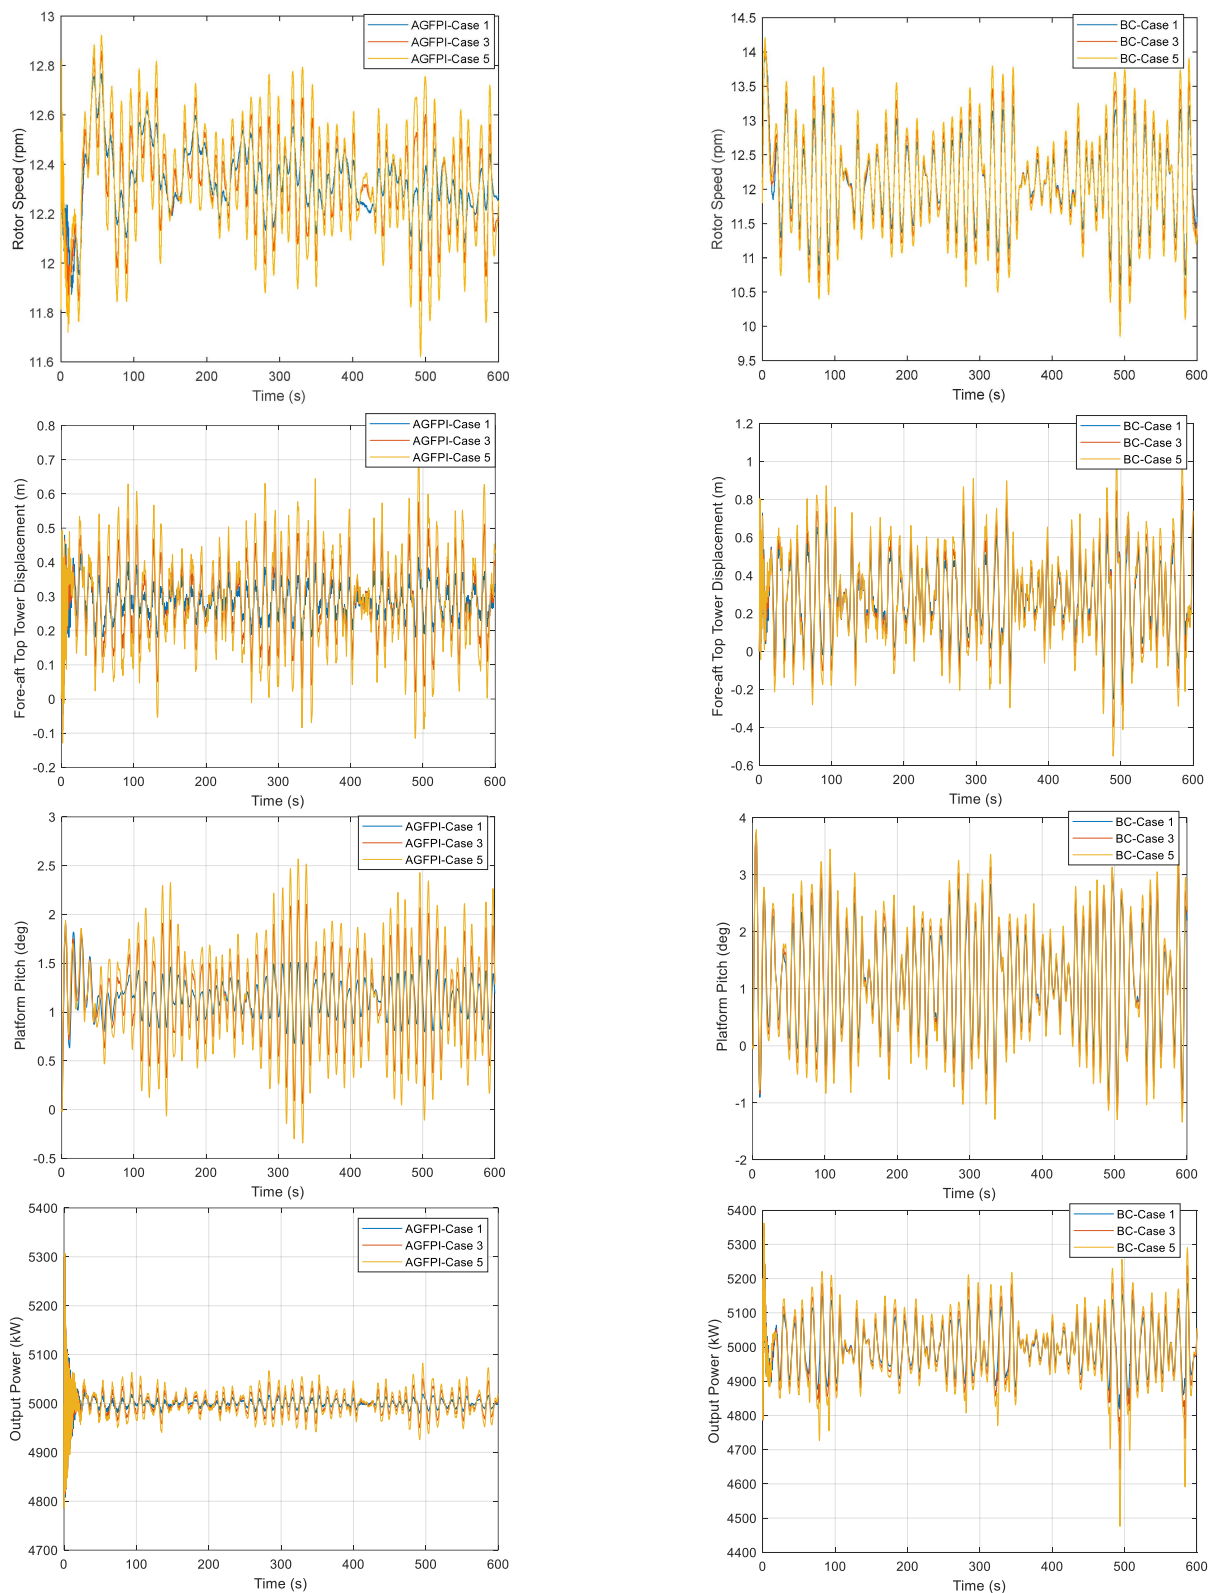 13
12.8
12.6
12.4
12.2
12
11.8
11.6
0 100 200 300 400 500 600
Rotor Speed (rpm)
Time (s)
AGFPI-Case 1
AGFPI-Case 3
AGFPI-Case 5
14.5
14
13.5
13
12.5
12
11.5
11
10.5
10
9.5
0 100 200 300 400 500 600
Rotor Speed (rpm)
Time (s)
BC-Case 1
BC-Case 3
BC-Case 5
0.8
0.7
0.6
0.5
0.4
0.3
0.2
0.1
0
-0.1
-0.2
0 100 200 300 400 500 600
Fore-aft Top Tower Displacement (m)
Time (s)
AGFPI-Case 1
AGFPI-Case 3
AGFPI-Case 5
1.2
1
0.8
0.6
0.4
0.2
0
-0.2
-0.4
-0.6
0 100 200 300 400 500 600
Fore-aft Top Tower Displacement (m)
Time (s)
BC-Case 1
BC-Case 3
BC-Case 5
3
2.5
2
1.5
1
0.5
0
-0.5
0 100 200 300 400 500 600
Platform Pitch (deg)
Time (s)
AGFPI-Case 1
AGFPI-Case 3
AGFPI-Case 5
4
3
2
1
0
-1
-2
0 100 200 300 400 500 600
Platform Pitch (deg)
Time (s)
BC-Case 1
BC-Case 3
BC-Case 5
5400
5300
5200
5100
5000
4900
4800
4700
0 100 200 300 400 500 600
Output Power (kW)
Time (s)
AGFPI-Case 1
AGFPI-Case 3
AGFPI-Case 5
5400
5300
5200
5100
5000
4900
4800
4700
4600
4500
4400
0 100 200 300 400 500 600
Output Power (kW)
Time (s)
BC-Case 1
BC-Case 3
BC-Case 5